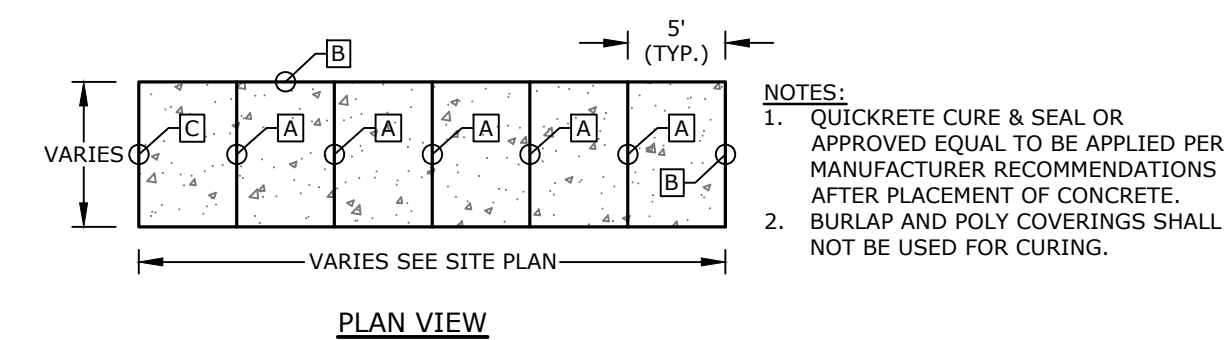 5'
(TYP.)
B
C
A
A
A
A
A
VARIES
B
VARIES SEE SITE PLAN
PLAN VIEW
NOTES:
1. QUICKRETE CURE & SEAL OR
APPROVED EQUAL TO BE APPLIED PER
MANUFACTURER RECOMMENDATIONS
AFTER PLACEMENT OF CONCRETE.
2. BURLAP AND POLY COVERINGS SHALL
NOT BE USED FOR CURING.